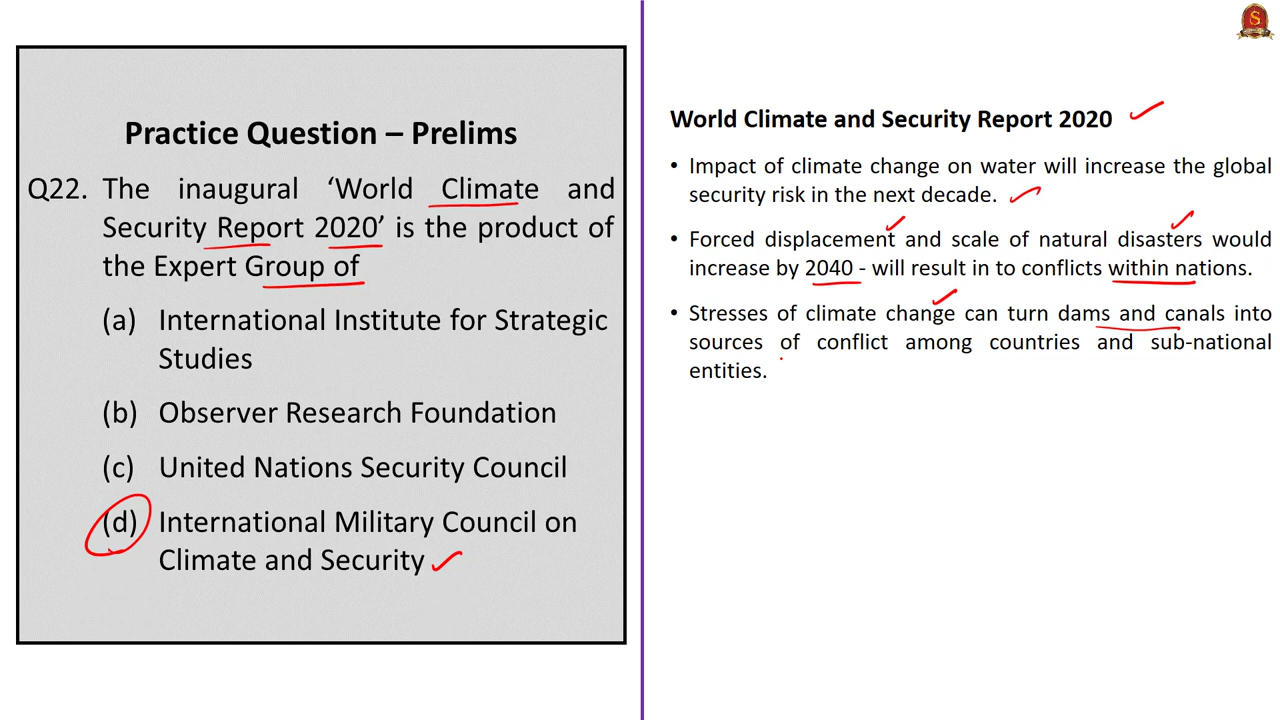 Practice Question – Prelims
Q22. The inaugural ‘World Climate and
Security Report 2020’ is the product of
the Expert Group of
(a) International Institute for Strategic
Studies
(b) Observer Research Foundation
(c) United Nations Security Council
(d) International Military Council on
Climate and Security
World Climate and Security Report 2020
• Impact of climate change on water will increase the global
security risk in the next decade.
• Forced displacement and scale of natural disasters would
increase by 2040 - will result in to conflicts within nations.
• Stresses of climate change can turn dams and canals into
sources of conflict among countries and sub-national
entities.
S